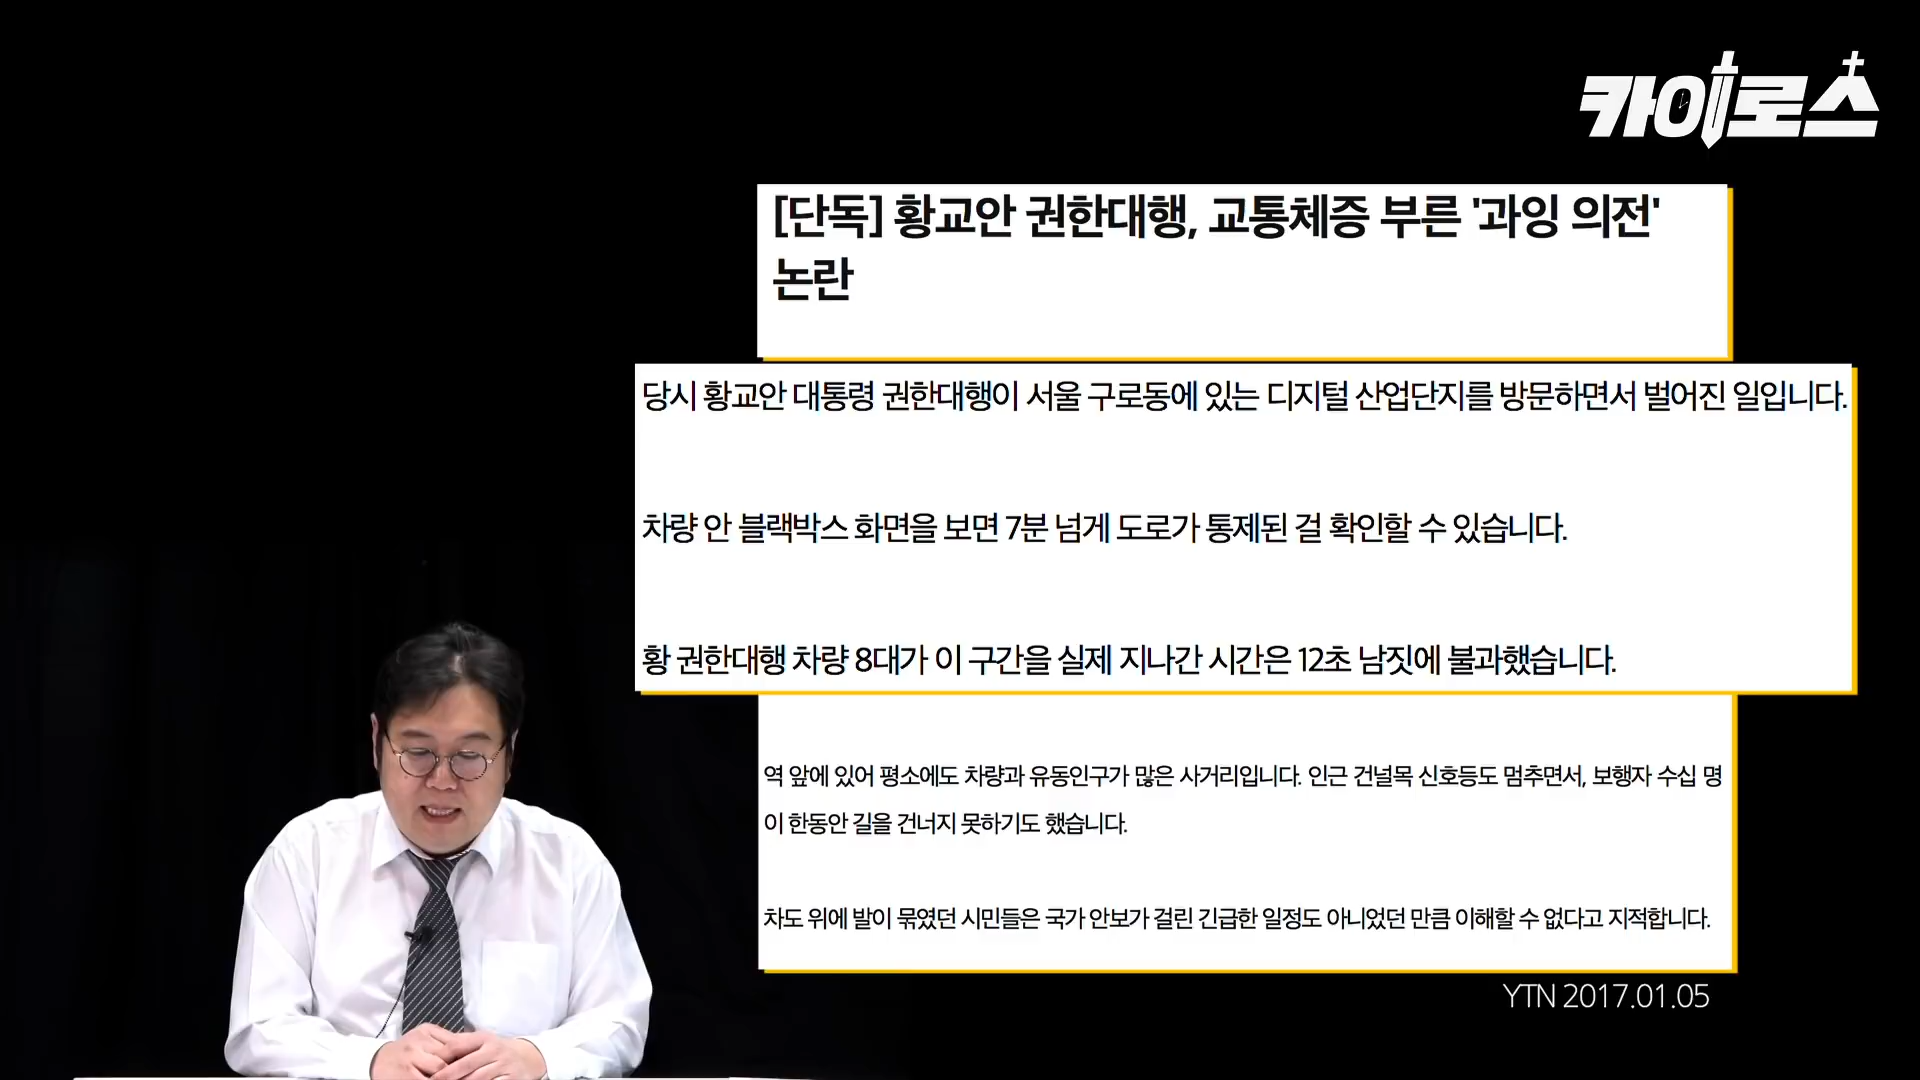 카이로스
[단독] 황교안 권한대행, 교통체증 부른 '과잉 의전'
논란
당시 황교안 대통령 권한대행이 서울 구로동에 있는 디지털 산업단지를 방문하면서 벌어진 일입니다.
차량 안 블랙박스 화면을 보면 7분 넘게 도로가 통제된 걸 확인할 수 있습니다.
황 권한대행 차량 8대가 이 구간을 실제 지나간 시간은 12초 남짓에 불과했습니다.
역 앞에 있어 평소에도 차량과 유동인구가 많은 사거리입니다. 인근 건널목 신호등도 멈추면서, 보행자 수십 명
이 한동안 길을 건너지 못하기도 했습니다.
차도 위에 발이 묶였던 시민들은 국가 안보가 걸린 긴급한 일정도 아니었던 만큼 이해할 수 없다고 지적합니다.
YTN 2017.01.05